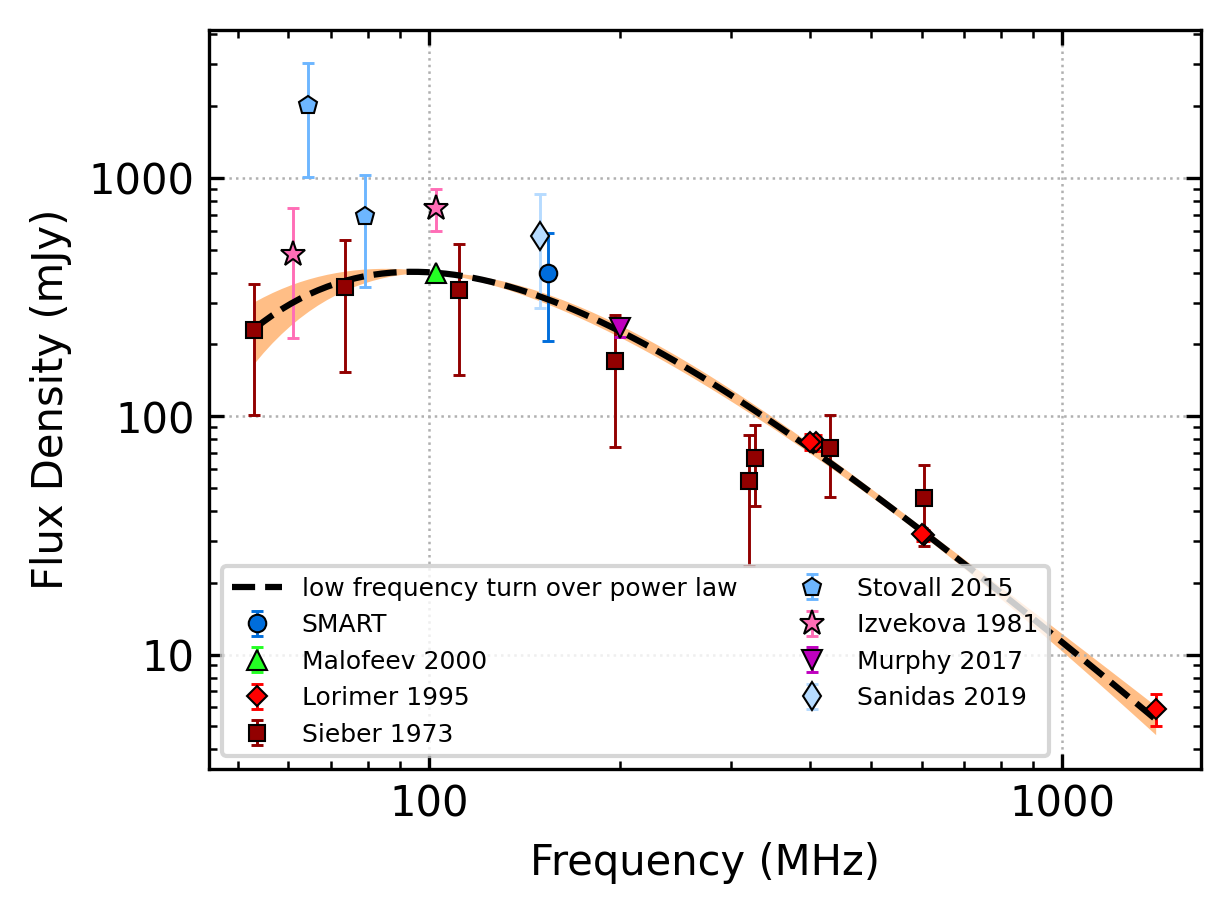 Flux Density (mJy)
1000
100
10
low frequency turn over power law
SMART
Malofeev 2000
Lorimer 1995
Sieber 1973
Stovall 2015
Izvekova 1981
Murphy 2017
Sanidas 2019
100
1000
Frequency (MHz)